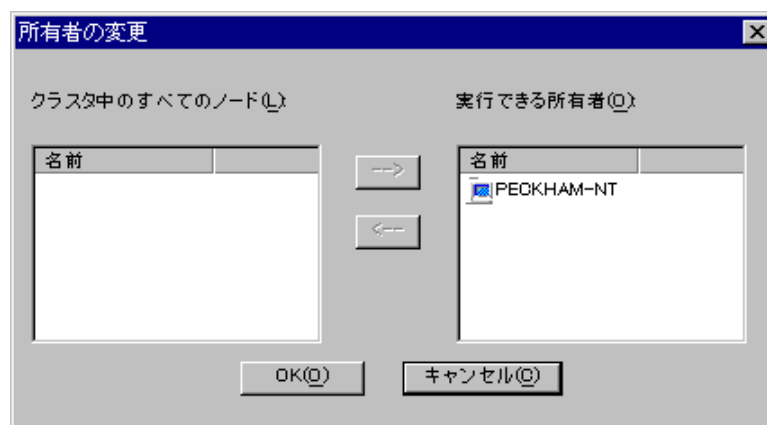 所有者の変更
クラスタ中のすべてのノード(L):
実行できる所有者(O):
名前
名前
-->
PECKHAM-NT
<--
OK(O)
キャンセル(C)